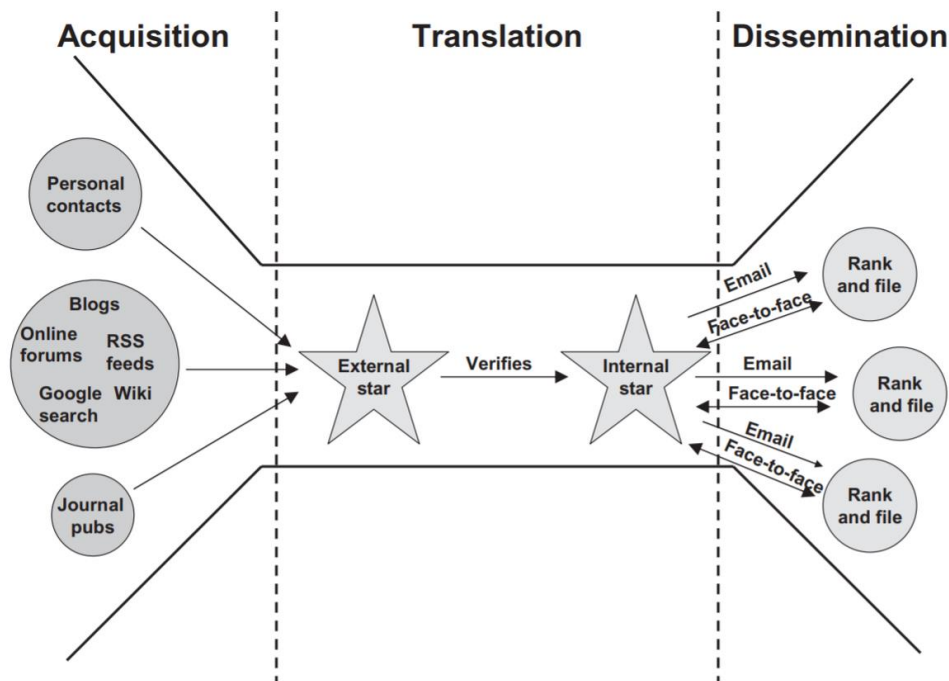 Acquisition
Translation
Dissemination
Personal
contacts
Blogs
Online
forums
RSS
feeds
Google
search
Wiki
Journal
pubs
External
star
Verifies
Internal
star
Email
Face-to-face
Rank
and file
Email
Face-to-face
Rank
and file
Email
Face-to-face
Rank
and file